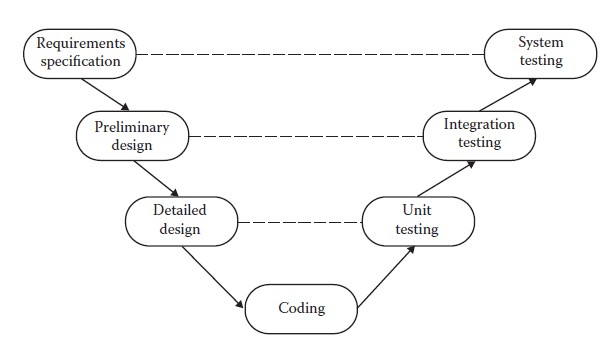 Requirements
specification
System
testing
Preliminary
design
Integration
testing
Detailed
design
Unit
testing
Coding